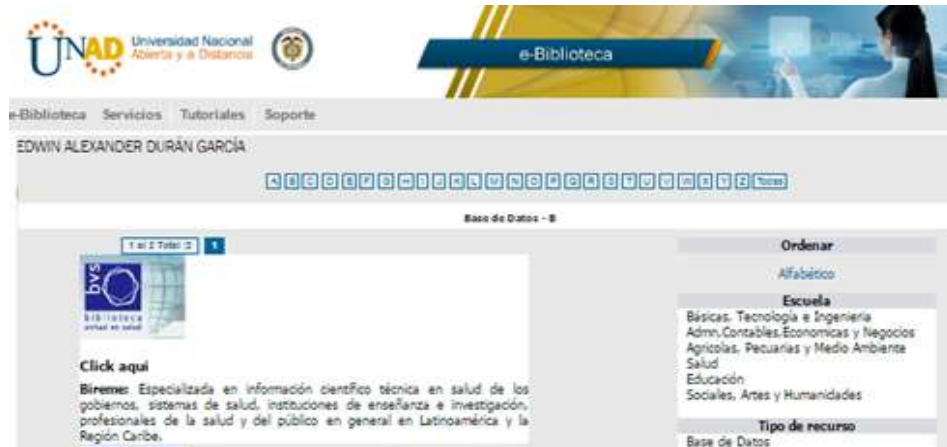 UNAD Universidad Nacional
Abierta y a Distancia
e-Biblioteca
e-Biblioteca Servicios Tutoriales Soporte
EDWIN ALEXANDER DURÁN GARCÍA
A B C D E F G H I J K L M N O P Q R S T U V W X Y Z Todas
Base de Datos - B
1 al 2 Total :2 1
bvs
biblioteca
virtual en salud
Click aqui
Bireme: Especializada en información científico técnica en salud de los
gobiernos, sistemas de salud, instituciones de enseñanza e investigación,
profesionales de la salud y del público en general en Latinoamérica y la
Región Caribe.
Ordenar
Alfabético
Escuela
Básicas, Tecnología e Ingenieria
Admn.Contables,Economicas y Negocios
Agricolas, Pecuarias y Medio Ambiente
Salud
Educación
Sociales, Artes y Humanidades
Tipo de recurso
Base de Datos